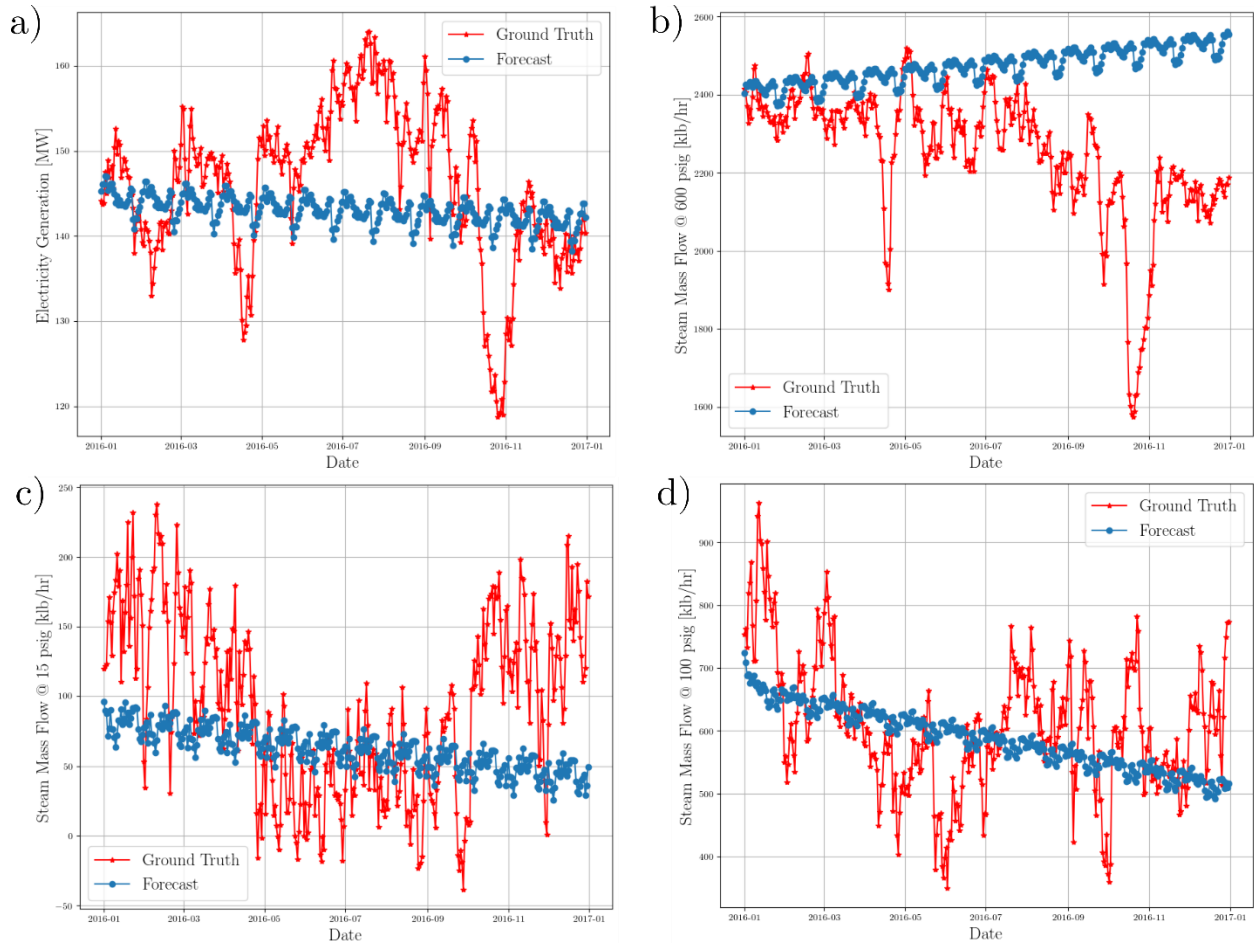 a)
Electricity Generation [MW]
160
150
140
130
120
Ground Truth
Forecast
2016-01 2016-03 2016-05 2016-07 2016-09 2016-11 2017-01
Date
b)
Steam Mass Flow @ 600 psig [klb/hr]
2600
2400
2200
2000
1800
1600
Ground Truth
Forecast
2016-01 2016-03 2016-05 2016-07 2016-09 2016-11 2017-01
Date
c)
Steam Mass Flow @ 15 psig [klb/hr]
250
200
150
100
50
0
−50
Ground Truth
Forecast
2016-01 2016-03 2016-05 2016-07 2016-09 2016-11 2017-01
Date
d)
Steam Mass Flow @ 100 psig [klb/hr]
900
800
700
600
500
400
Ground Truth
Forecast
2016-01 2016-03 2016-05 2016-07 2016-09 2016-11 2017-01
Date